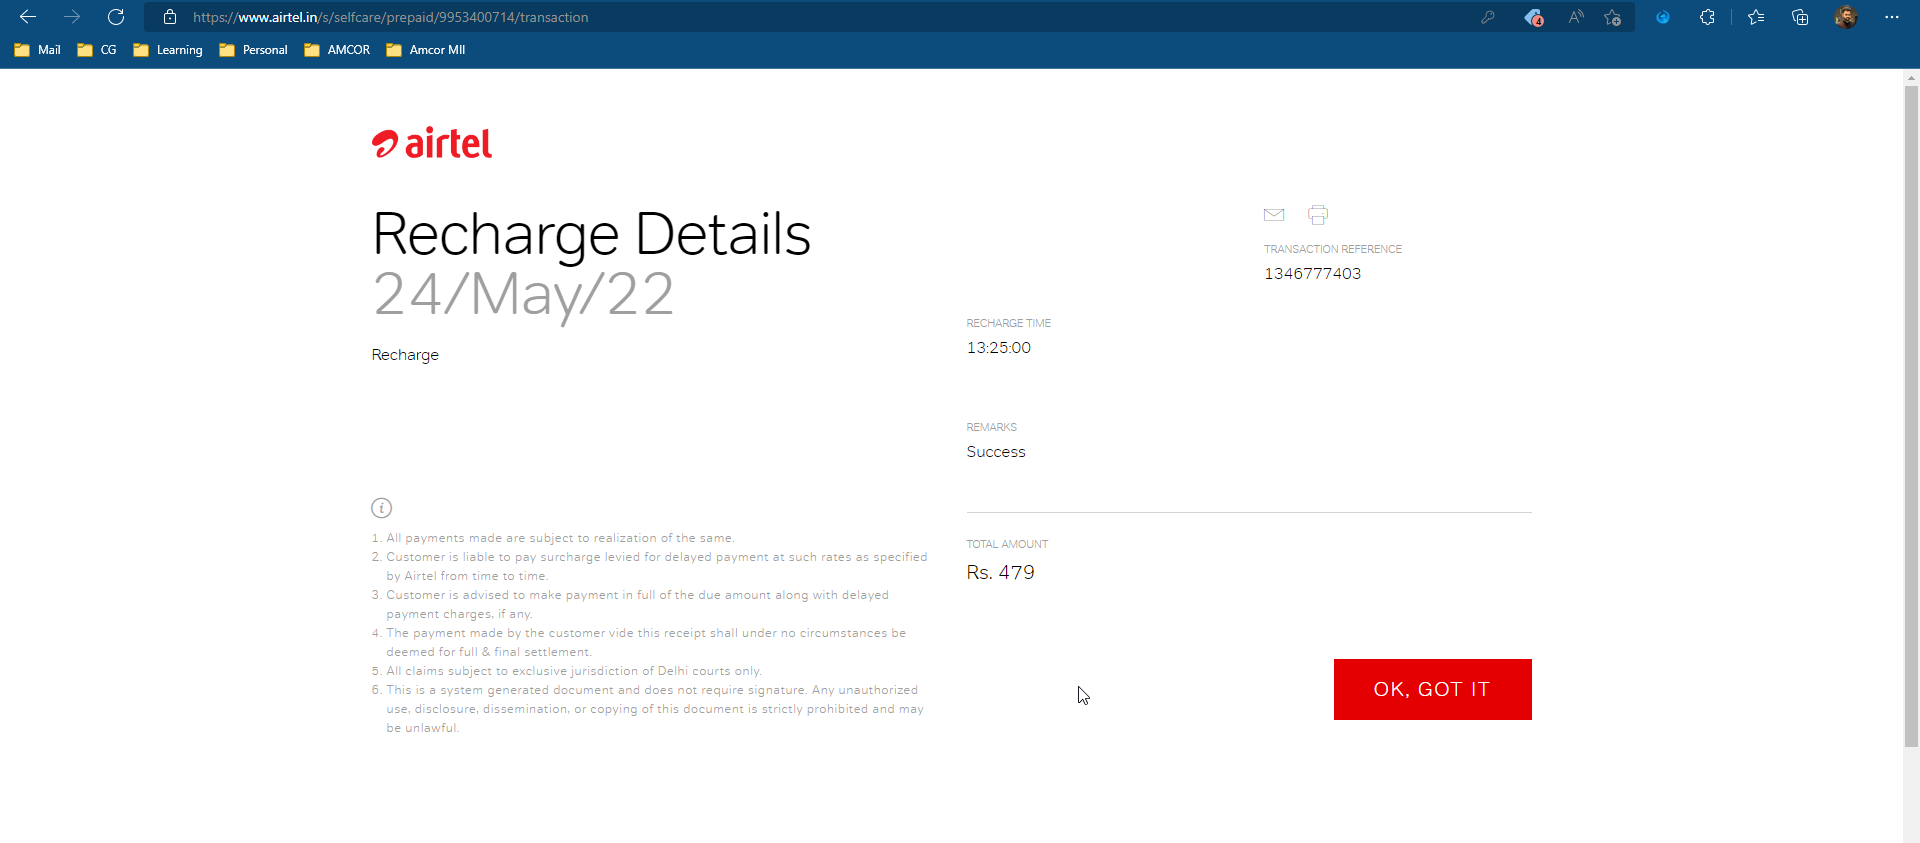 https://www.airtel.in/s/selfcare/prepaid/9953400714/transaction
4
Mail CG Learning Personal AMCOR Amcor MII
airtel
Recharge Details
24/May/22
Recharge
TRANSACTION REFERENCE
1346777403
RECHARGE TIME
13:25:00
REMARKS
Success
1. All payments made are subject to realization of the same.
2. Customer is liable to pay surcharge levied for delayed payment at such rates as specified
by Airtel from time to time.
3. Customer is advised to make payment in full of the due amount along with delayed
payment charges, if any.
4. The payment made by the customer vide this receipt shall under no circumstances be
deemed for full & final settlement.
5. All claims subject to exclusive jurisdiction of Delhi courts only.
6. This is a system generated document and does not require signature. Any unauthorized
use, disclosure, dissemination, or copying of this document is strictly prohibited and may
be unlawful.
TOTAL AMOUNT
Rs. 479
OK, GOT IT